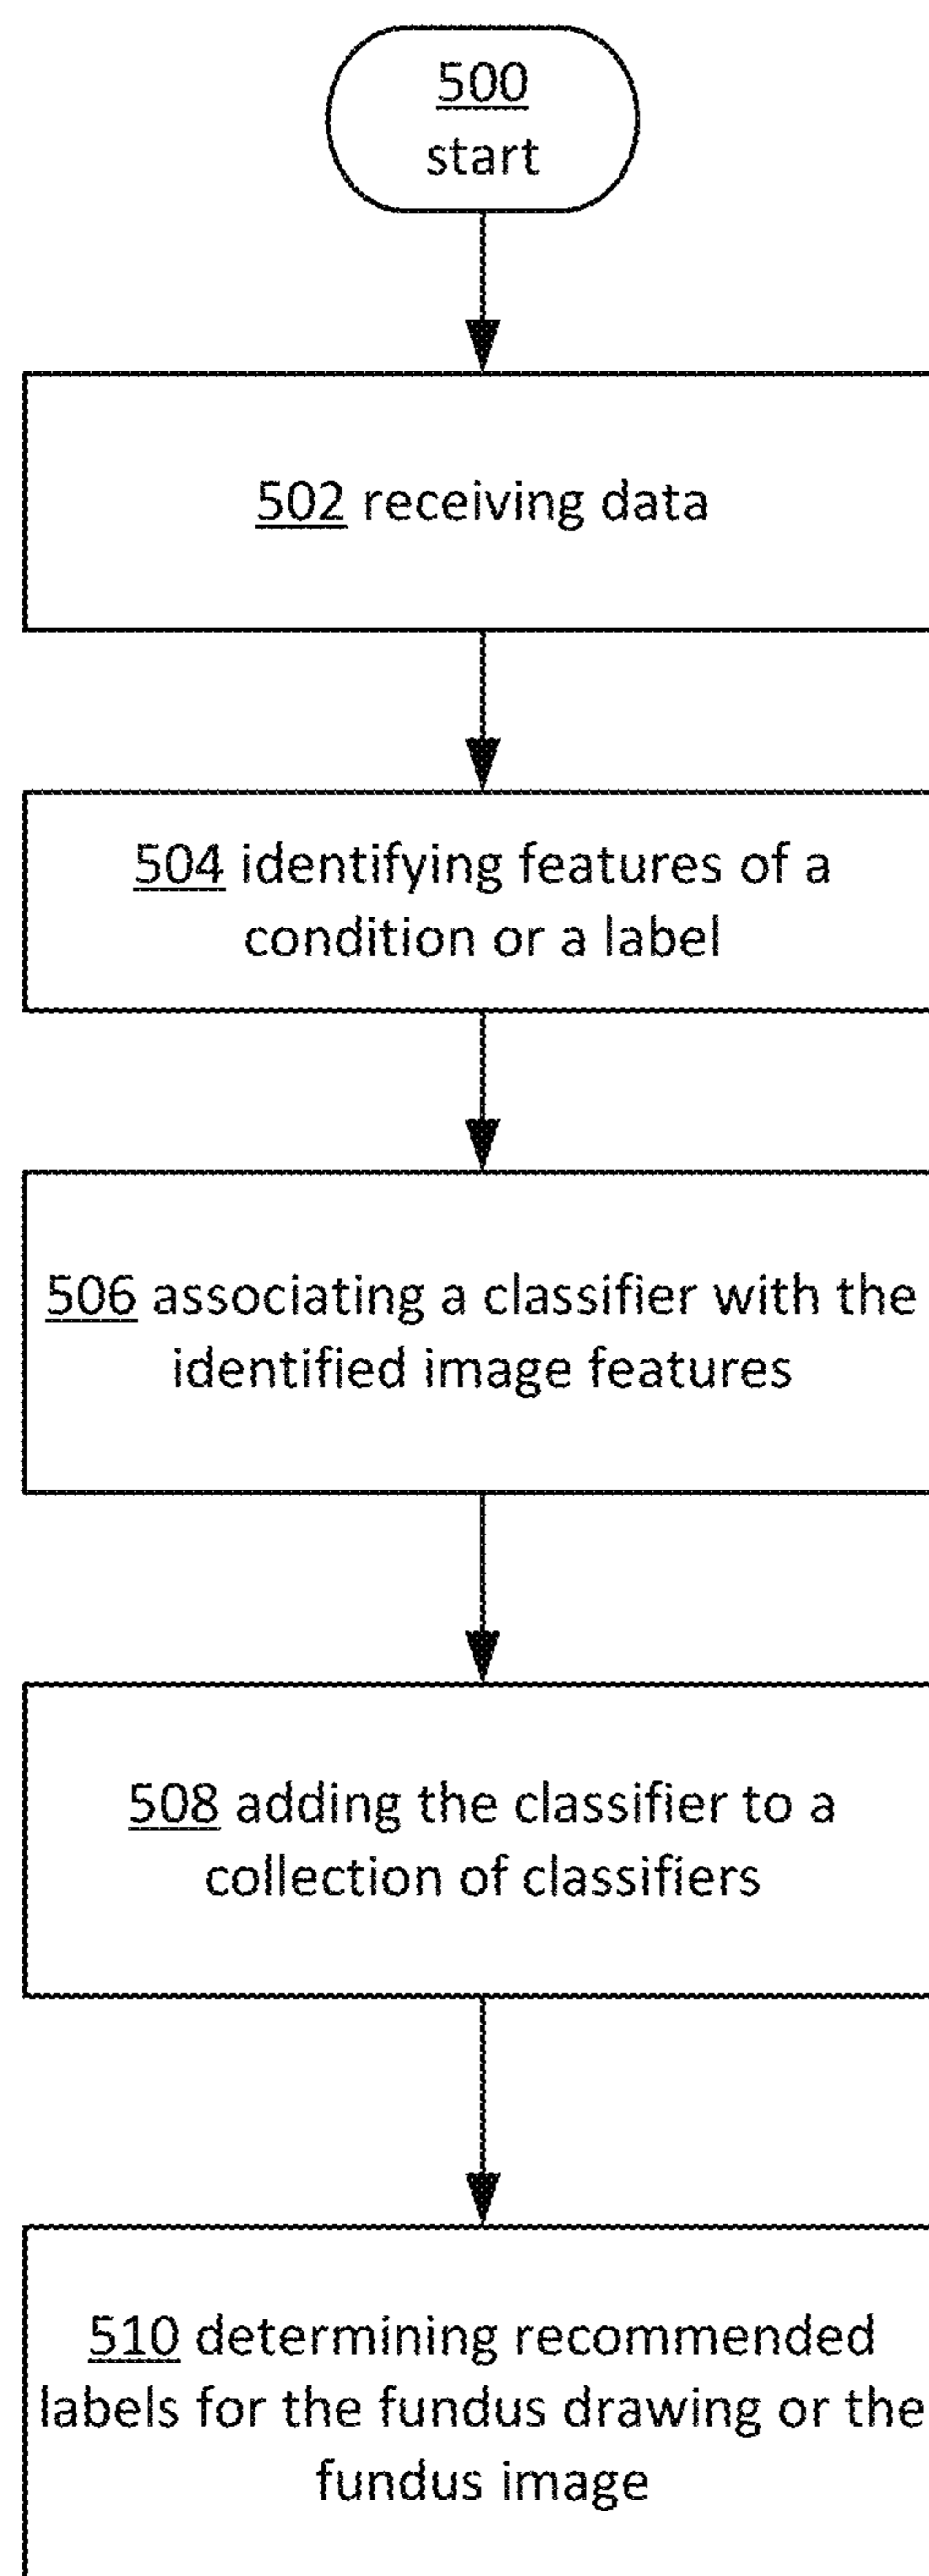 500
start
502 receiving data
504 identifying features of a
condition or a label
506 associating a classifier with the
identified image features
508 adding the classifier to a
collection of classifiers
510 determining recommended
labels for the fundus drawing or the
fundus image